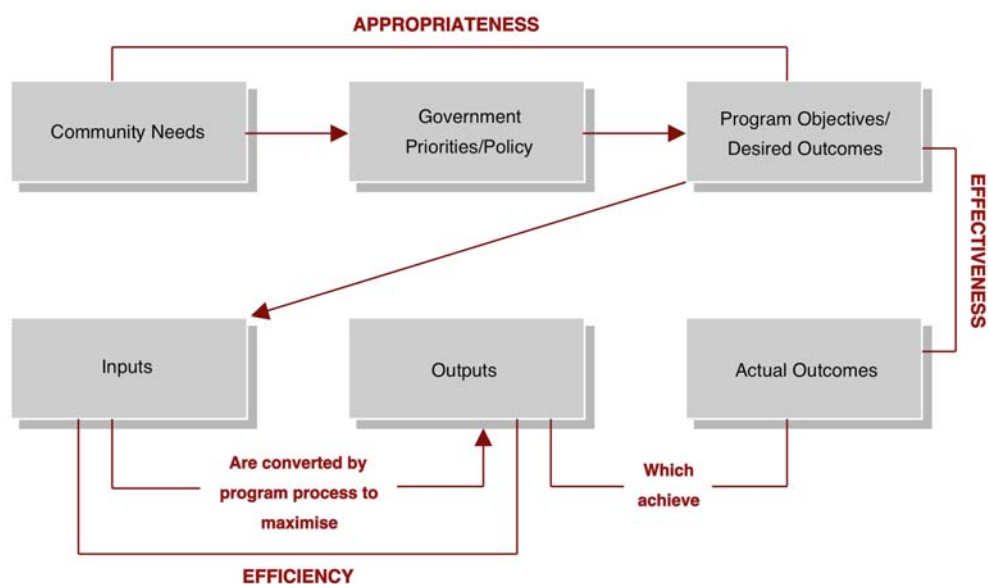 APPROPRIATENESS
Community Needs
Government
Priorities/Policy
Program Objectives/
Desired Outcomes
EFFECTIVENESS
Inputs
Outputs
Actual Outcomes
Are converted by
program process to
maximise
Which
achieve
EFFICIENCY